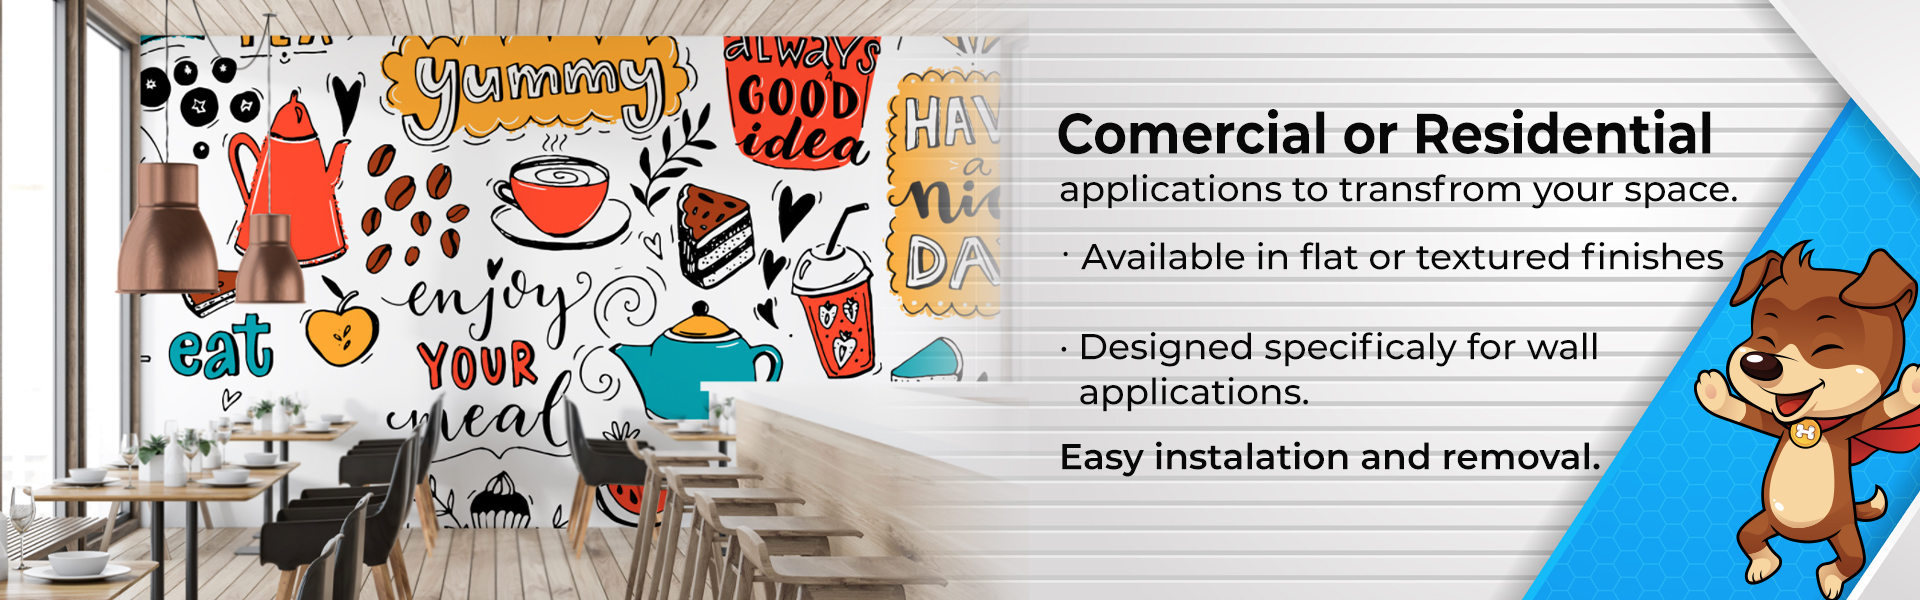 yummy
always
a
GOOD
idea
HAV
a
nic
DA
enjoy
YOUR
meal
eat
Comercial or Residential
applications to transfrom your space.
· Available in flat or textured finishes
· Designed specificaly for wall
applications.
Easy instalation and removal.